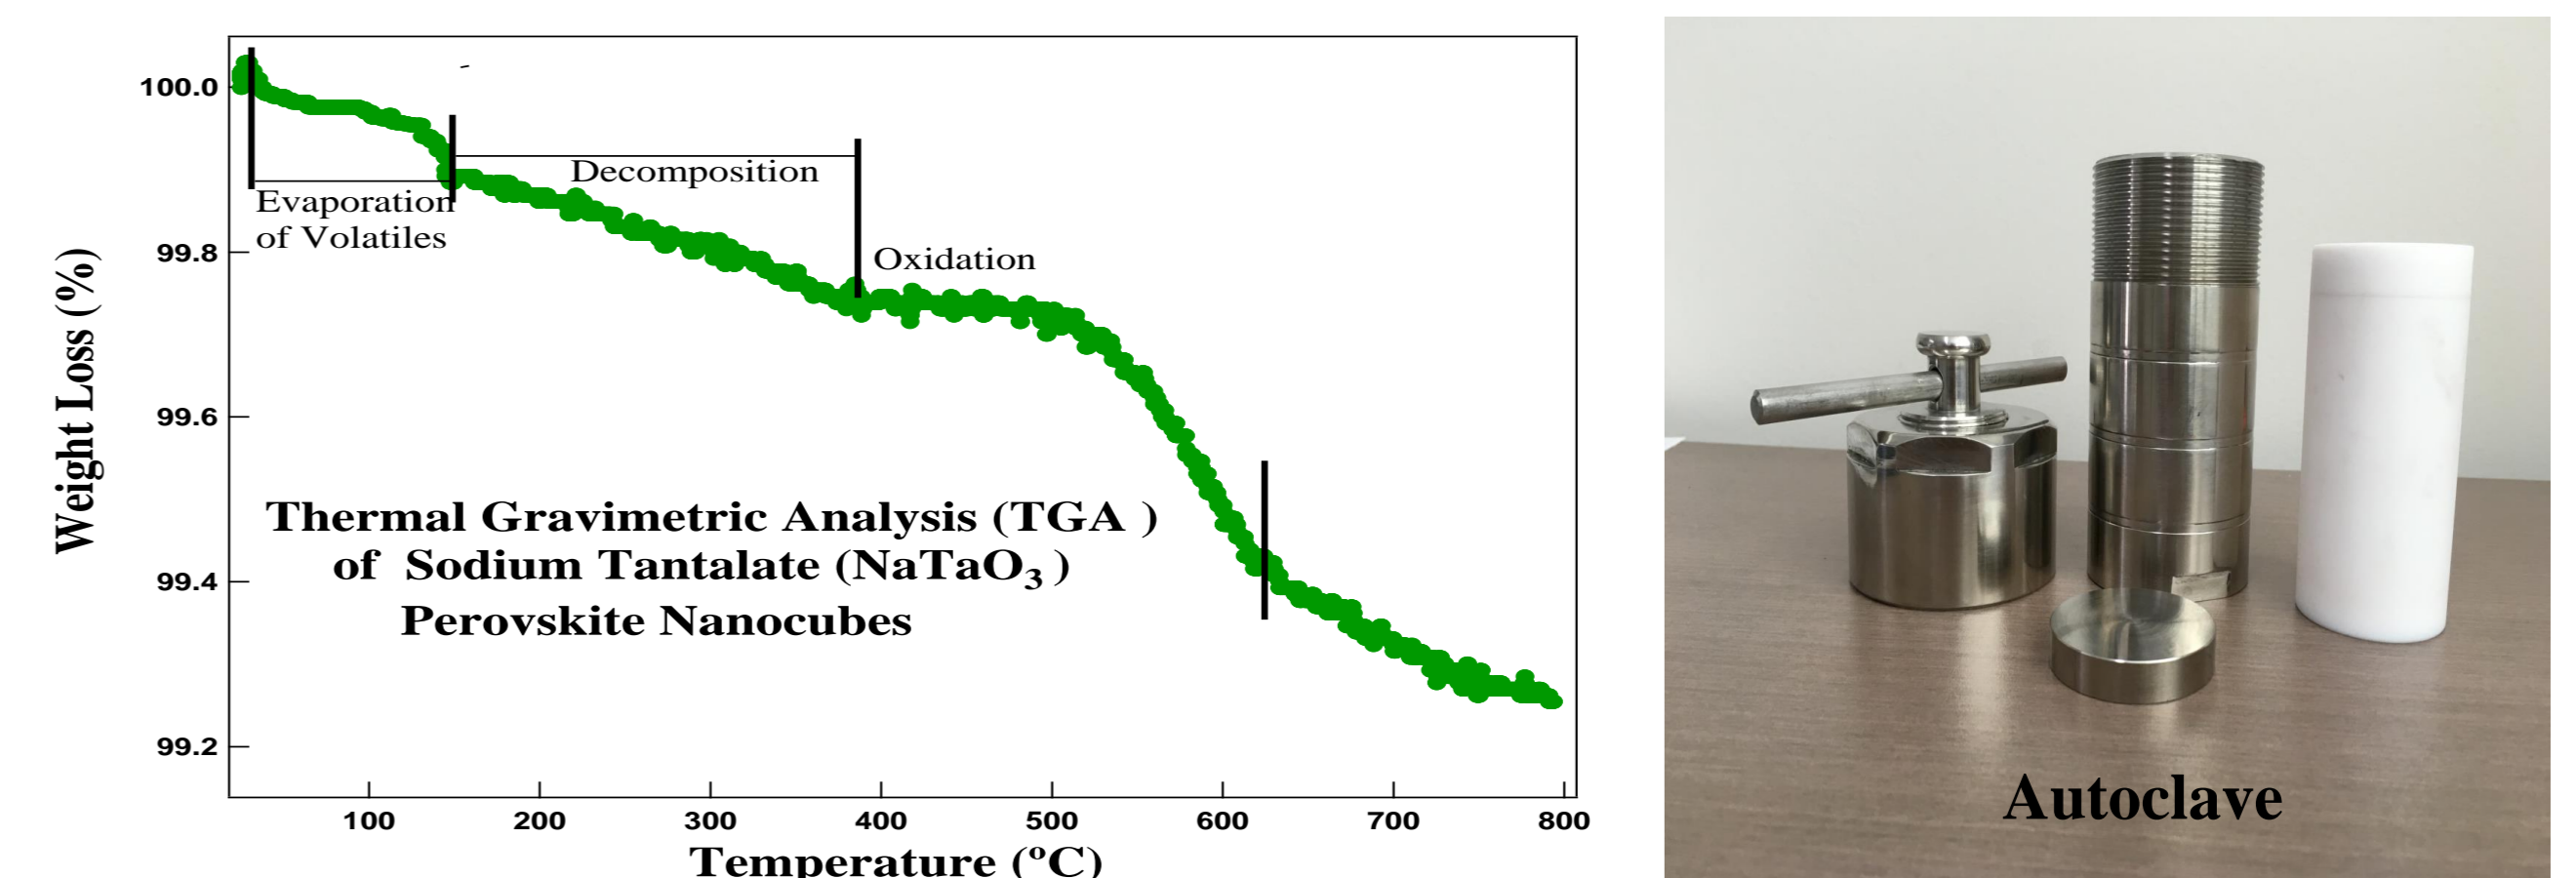 100.0
99.8
99.6
99.4
99.2
Weight Loss (%)
Evaporation
of Volatiles
Decomposition
Oxidation
Thermal Gravimetric Analysis (TGA )
of Sodium Tantalate (NaTaO₃ )
Perovskite Nanocubes
100 200 300 400 500 600 700 800
Temperature (ºC)
Autoclave